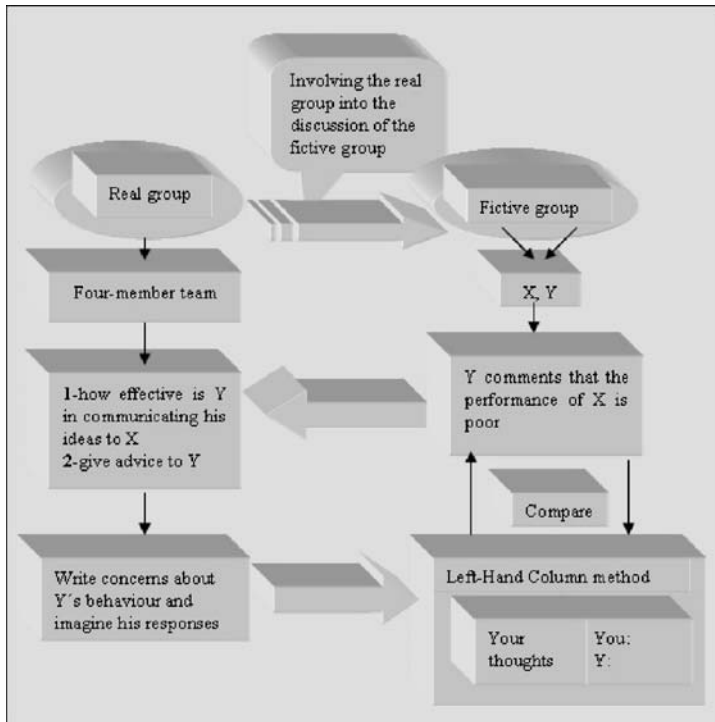 Involving the real
group into the
discussion of the
fictive group
Real group
Fictive group
Four-member team
X, Y
1-how effective is Y
in communicating his
ideas to X
2-give advice to Y
Y comments that the
performance of X is
poor
Compare
Write concerns about
Y´s behaviour and
imagine his responses
Left-Hand Column method
Your
thoughts
You:
Y: